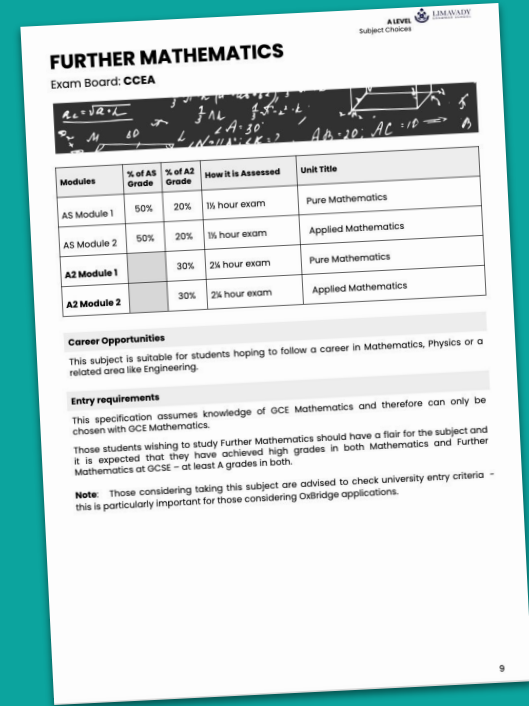 A LEVEL
Subject Choices
LIMAVADY
GRAMMAR SCHOOL
FURTHER MATHEMATICS
Exam Board: CCEA
∠A=30°
AB=20; AC=10
Modules % of AS Grade % of A2 Grade How it is Assessed Unit Title
AS Module 1 50% 20% 1½ hour exam Pure Mathematics
AS Module 2 50% 20% 1½ hour exam Applied Mathematics
A2 Module 1 30% 2¼ hour exam Pure Mathematics
A2 Module 2 30% 2¼ hour exam Applied Mathematics
Career Opportunities
This subject is suitable for students hoping to follow a career in Mathematics, Physics or a
related area like Engineering.
Entry requirements
This specification assumes knowledge of GCE Mathematics and therefore can only be
chosen with GCE Mathematics.
Those students wishing to study Further Mathematics should have a flair for the subject and
it is expected that they have achieved high grades in both Mathematics and Further
Mathematics at GCSE – at least A grades in both.
Note: Those considering taking this subject are advised to check university entry criteria -
this is particularly important for those considering OxBridge applications.
9